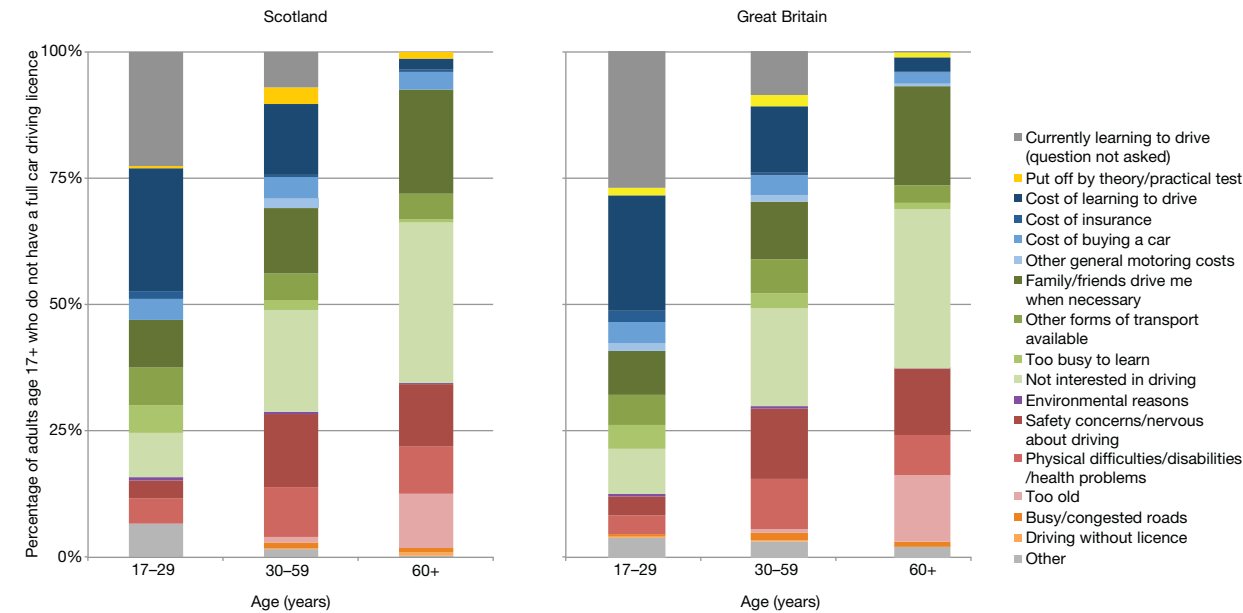 Scotland
Great Britain
Percentage of adults age 17+ who do not have a full car driving licence
100%
75%
50%
25%
0%
17–29
30–59
60+
Age (years)
17–29
30–59
60+
Age (years)
Currently learning to drive
(question not asked)
Put off by theory/practical test
Cost of learning to drive
Cost of insurance
Cost of buying a car
Other general motoring costs
Family/friends drive me
when necessary
Other forms of transport
available
Too busy to learn
Not interested in driving
Environmental reasons
Safety concerns/nervous
about driving
Physical difficulties/disabilities
/health problems
Too old
Busy/congested roads
Driving without licence
Other